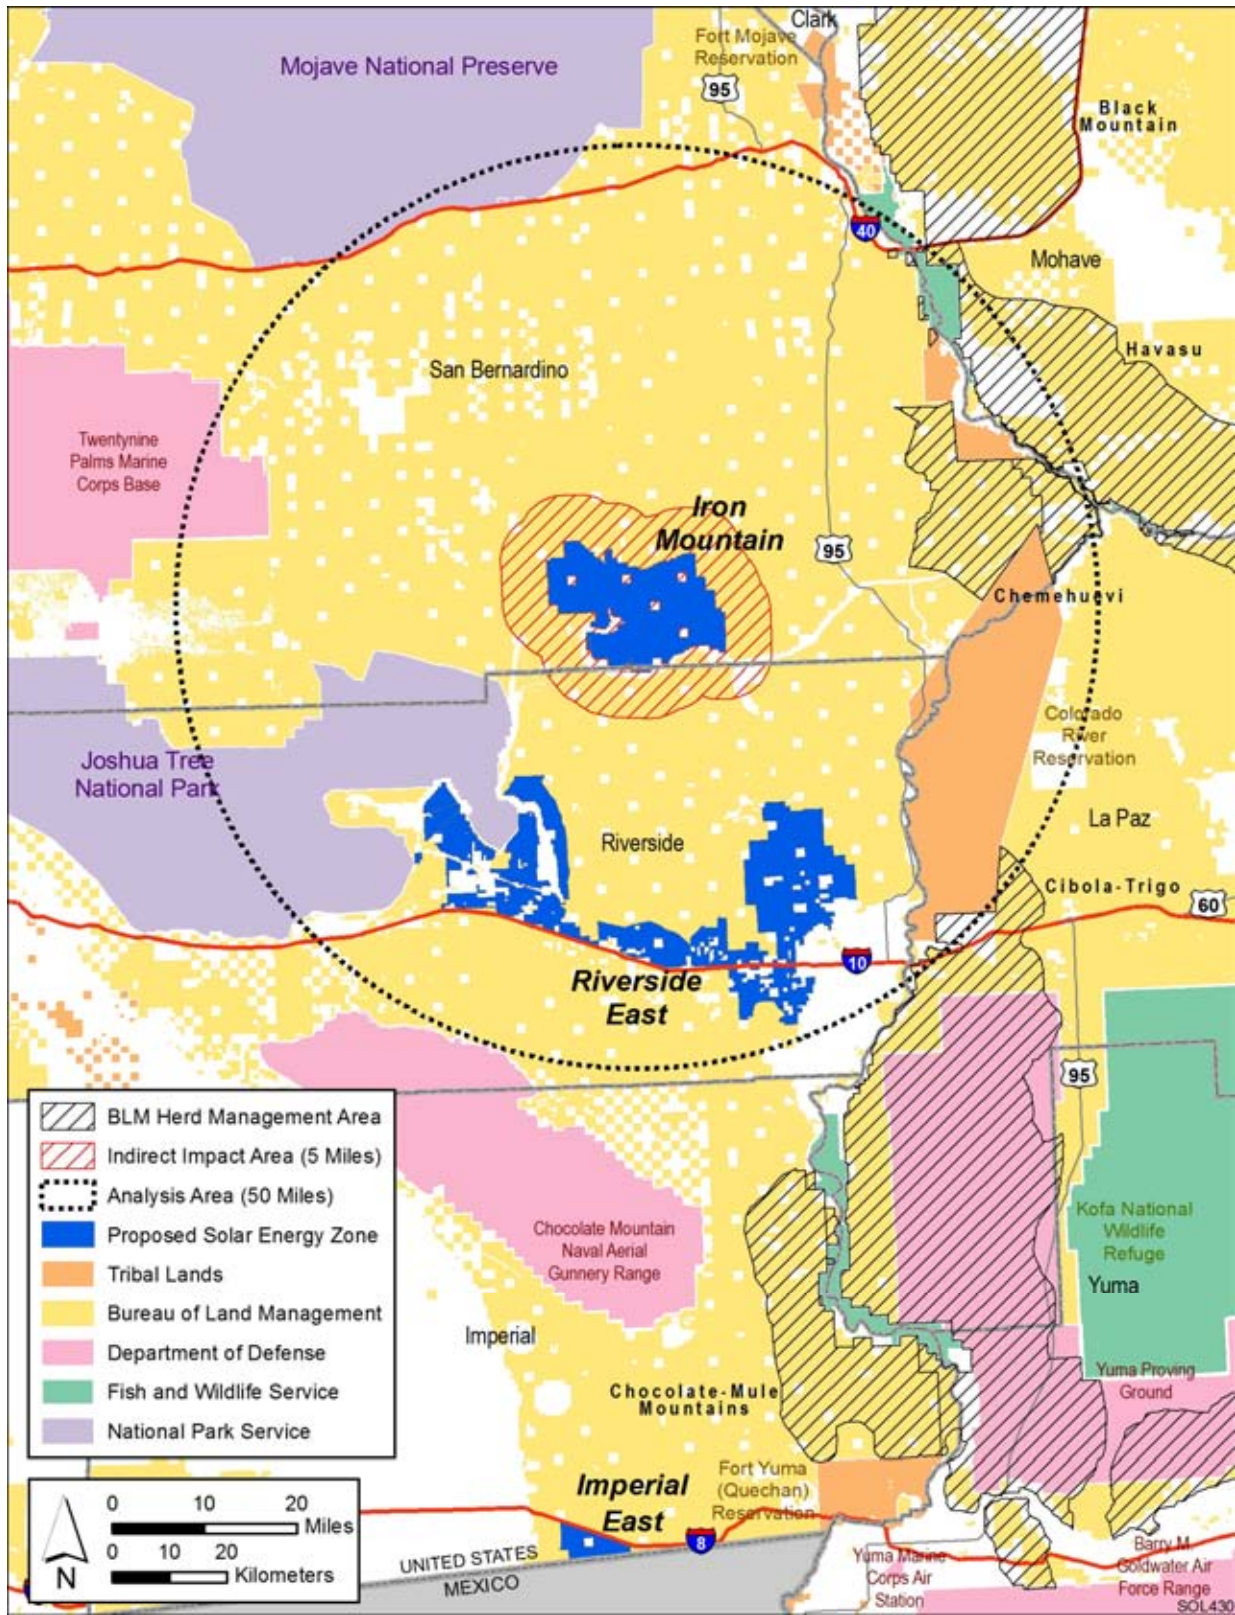 Clark
Fort Mojave
Reservation
Mojave National Preserve
95
Black
Mountain
40
Mohave
Havasu
San Bernardino
Twentynine
Palms Marine
Corps Base
Iron
Mountain
95
Chemehuevi
Colorado
River
Reservation
Joshua Tree
National Park
La Paz
Riverside
Cibola-Trigo
60
10
Riverside
East
95
BLM Herd Management Area
Indirect Impact Area (5 Miles)
Analysis Area (50 Miles)
Proposed Solar Energy Zone
Tribal Lands
Bureau of Land Management
Department of Defense
Fish and Wildlife Service
National Park Service
Chocolate Mountain
Naval Aerial
Gunnery Range
Kofa National
Wildlife
Refuge
Yuma
Imperial
Yuma Proving
Ground
Chocolate-Mule
Mountains
Fort Yuma
(Quechan)
Reservation
Imperial
East
0 10 20
Miles
0 10 20
Kilometers
N
8
UNITED STATES
MEXICO
Yuma Marine
Corps Air
Station
Barry M.
Goldwater Air
Force Range
SOL430